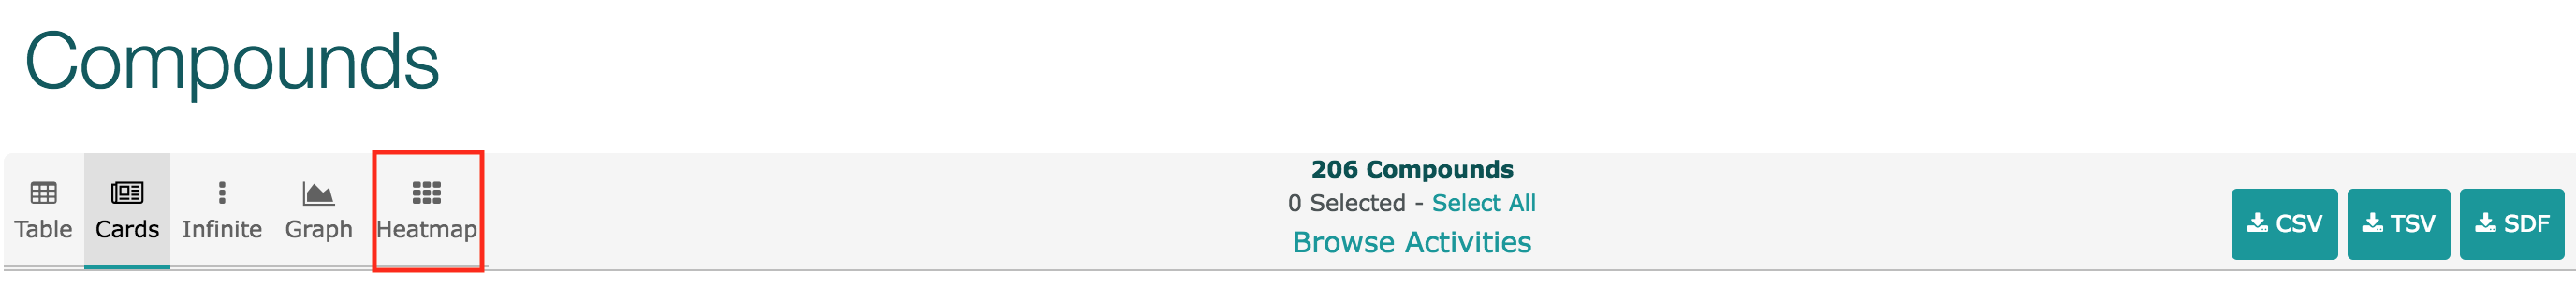 Compounds
Table
Cards
Infinite
Graph
Heatmap
206 Compounds
0 Selected - Select All
Browse Activities
CSV
TSV
SDF